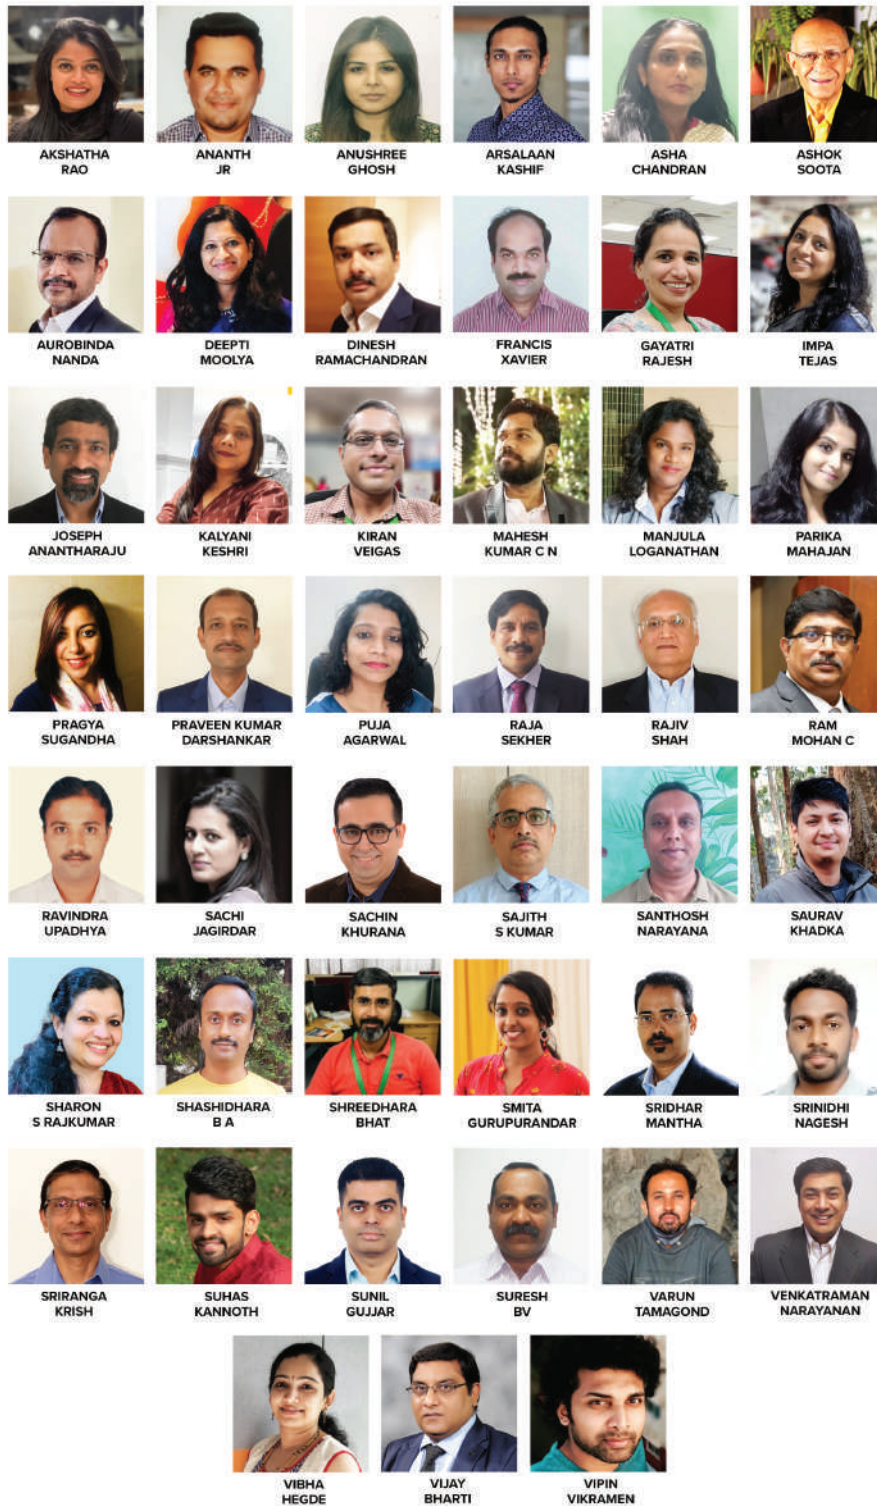 AKSHATHA
RAO
ANANTH
JR
ANUSHREE
GHOSH
ARSALAAN
KASHIF
ASHA
CHANDRAN
ASHOK
SOOTA
AUROBINDA
NANDA
DEEPTI
MOOLYA
DINESH
RAMACHANDRAN
FRANCIS
XAVIER
GAYATRI
RAJESH
IMPA
TEJAS
JOSEPH
ANANTHARAJU
KALYANI
KESHRI
KIRAN
VEIGAS
MAHESH
KUMAR C N
MANJULA
LOGANATHAN
PARIKA
MAHAJAN
PRAGYA
SUGANDHA
PRAVEEN KUMAR
DARSHANKAR
PUJA
AGARWAL
RAJA
SEKHER
RAJIV
SHAH
RAM
MOHAN C
RAVINDRA
UPADHYA
SACHI
JAGIRDAR
SACHIN
KHURANA
SAJITH
S KUMAR
SANTHOSH
NARAYANA
SAURAV
KHADKA
SHARON
S RAJKUMAR
SHASHIDHARA
B A
SHREEDHARA
BHAT
SMITA
GURUPURANDAR
SRIDHAR
MANTHA
SRINIDHI
NAGESH
SRIRANGA
KRISH
SUHAS
KANNOTH
SUNIL
GUJJAR
SURESH
BV
VARUN
TAMAGOND
VENKATRAMAN
NARAYANAN
VIBHA
HEGDE
VIJAY
BHARTI
VIPIN
VIKRAMEN